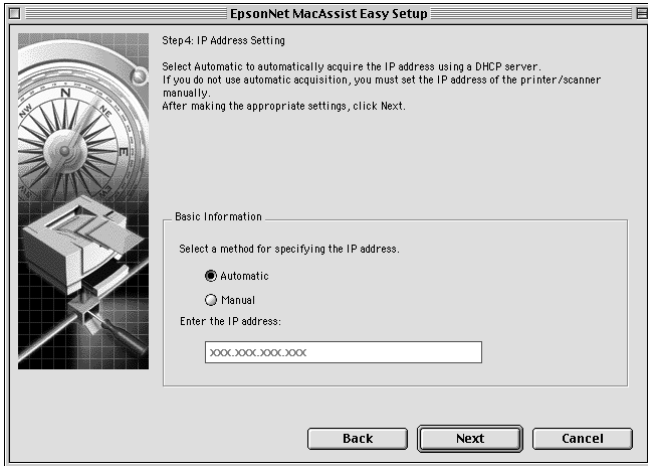 EpsonNet MacAssist Easy Setup
Step4: IP Address Setting
Select Automatic to automatically acquire the IP address using a DHCP server.
If you do not use automatic acquisition, you must set the IP address of the printer/scanner
manually.
After making the appropriate settings, click Next.
N
NE
E
NW
Basic Information
Select a method for specifying the IP address.
Automatic
Manual
Enter the IP address:
XXX.XXX.XXX.XXX
Back
Next
Cancel